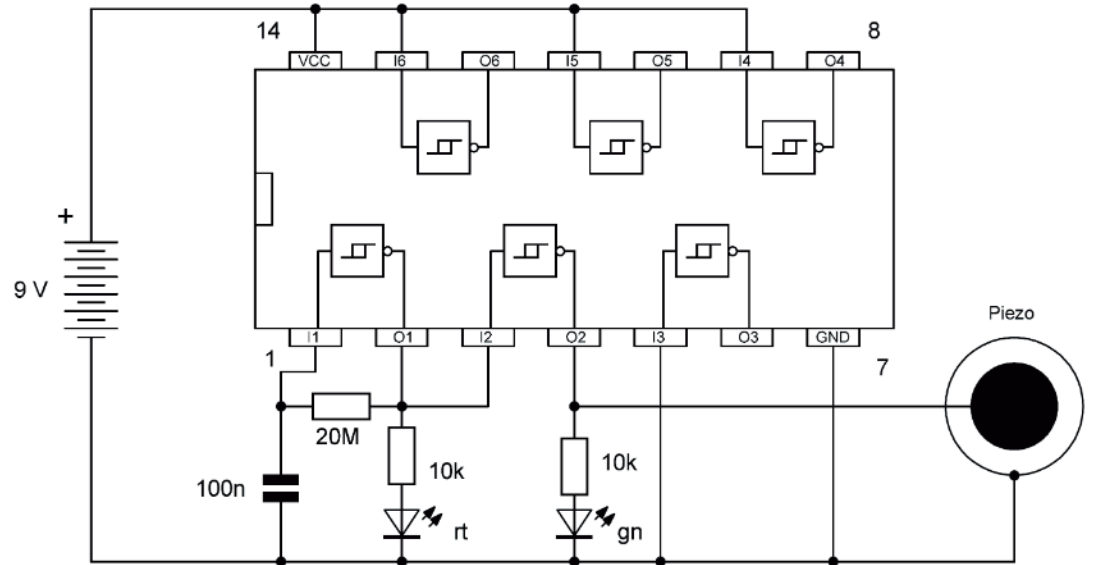 14
8
VCC
I6
O6
I5
O5
I4
O4
+
9 V
I1
O1
I2
O2
I3
O3
GND
Piezo
1
7
20M
10k
10k
100n
rt
gn